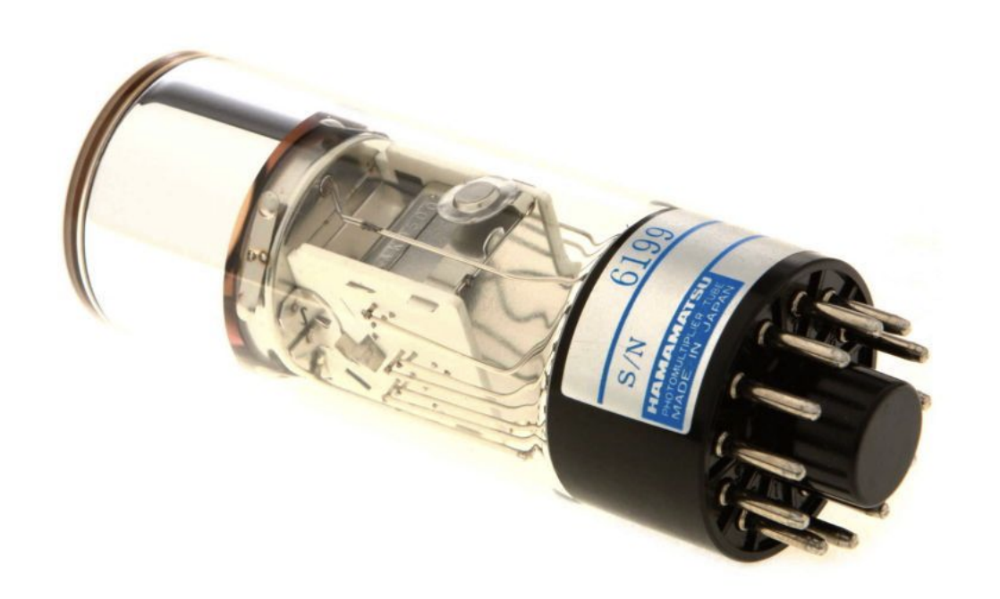 S/N 6199
HAMAMATSU
PHOTOMULTIPLIER TUBE
MADE IN JAPAN